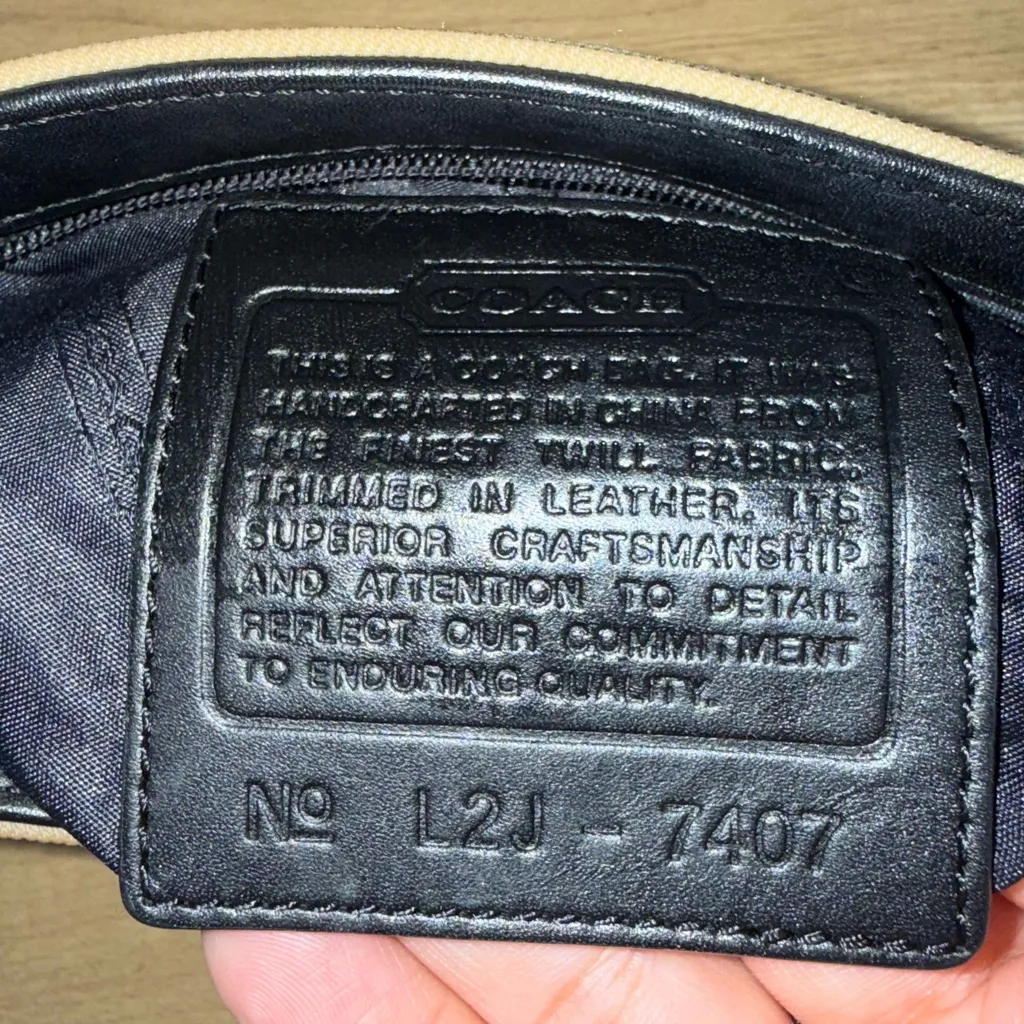 COACH
THIS IS A COACH BAG. IT WAS
HANDCRAFTED IN CHINA FROM
THE FINEST TWILL FABRIC,
TRIMMED IN LEATHER. ITS
SUPERIOR CRAFTSMANSHIP
AND ATTENTION TO DETAIL
REFLECT OUR COMMITMENT
TO ENDURING QUALITY.
Nº L2J - 7407